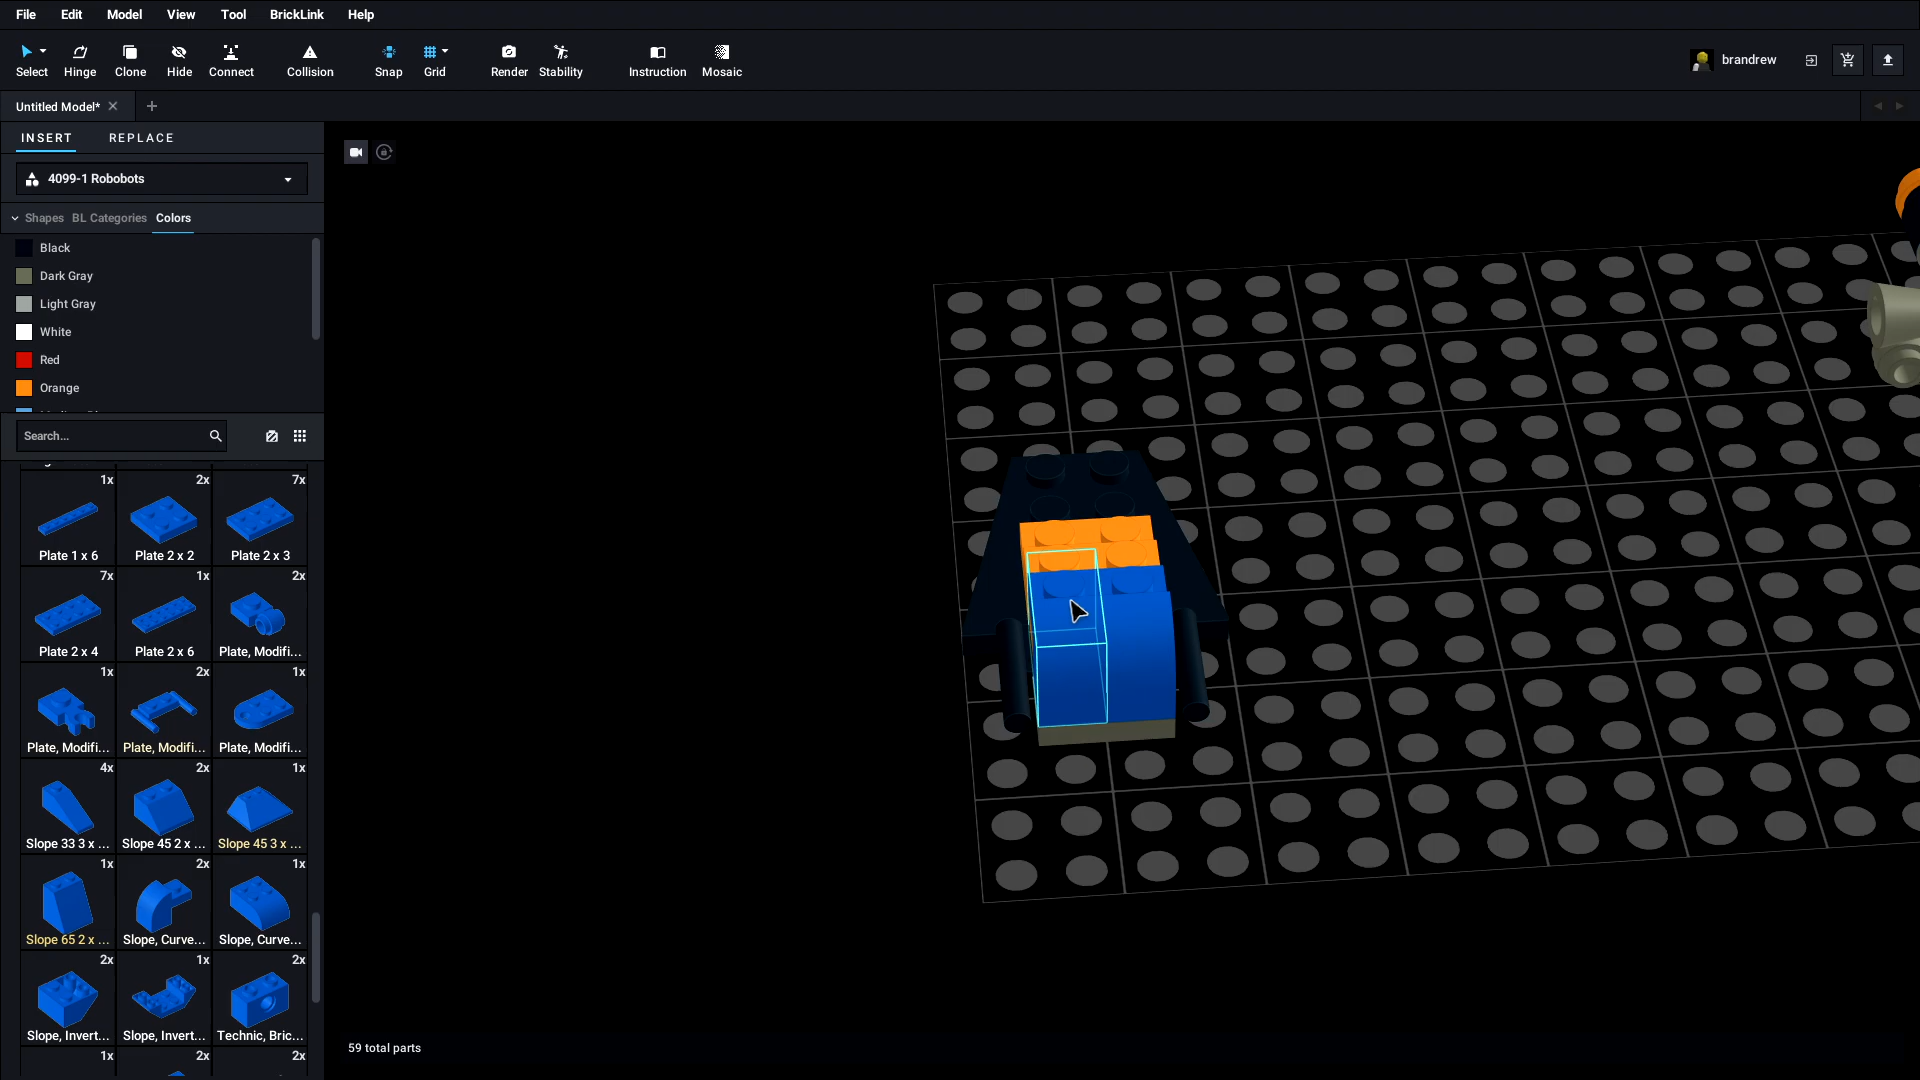 File Edit Model View Tool BrickLink Help
Select Hinge Clone Hide Connect Collision Snap Grid Render Stability Instruction Mosaic
brandrew
Untitled Model*
INSERT REPLACE
4099-1 Robobots
Shapes BL Categories Colors
Black
Dark Gray
Light Gray
White
Red
Orange
Search...
1x 2x 7x
Plate 1 x 6 Plate 2 x 2 Plate 2 x 3
7x 1x 2x
Plate 2 x 4 Plate 2 x 6 Plate, Modifi...
1x 2x 1x
Plate, Modifi... Plate, Modifi... Plate, Modifi...
4x 2x 1x
Slope 33 3 x ... Slope 45 2 x ... Slope 45 3 x ...
1x 2x 1x
Slope 65 2 x ... Slope, Curve... Slope, Curve...
2x 1x 2x
Slope, Invert... Slope, Invert... Technic, Bric...
1x 2x 2x
59 total parts